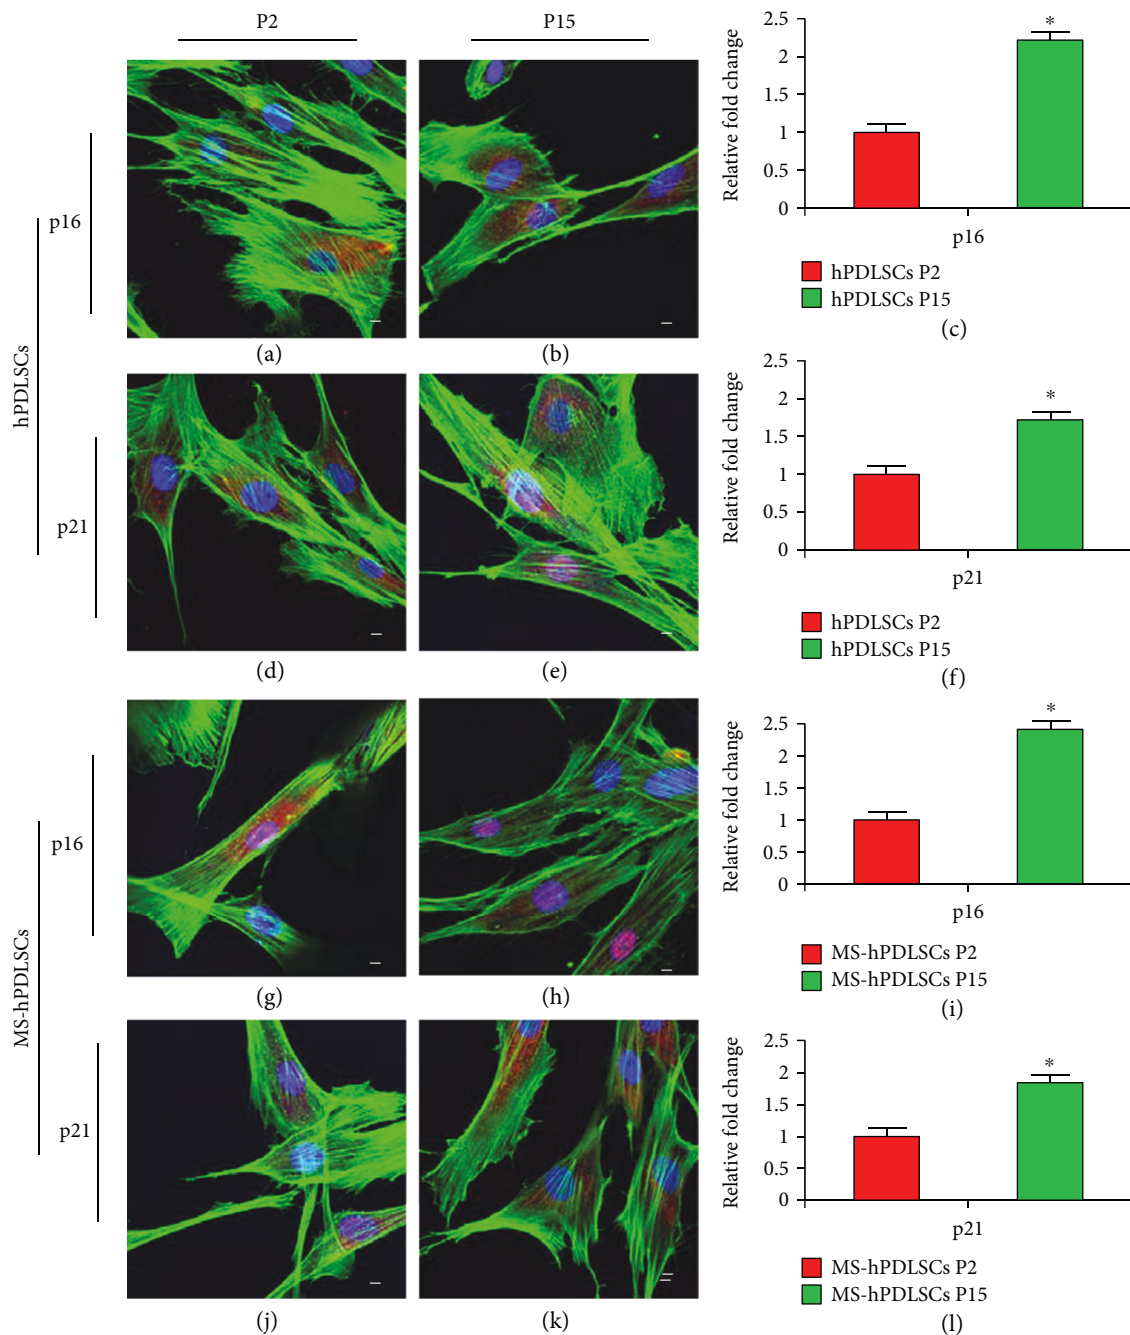 P2
P15
hPDLSCs
p16
(a)
(b)
Relative fold change
2.5
2
1.5
1
0.5
0
*
p16
hPDLSCs P2
hPDLSCs P15
(c)
p21
(d)
(e)
Relative fold change
2.5
2
1.5
1
0.5
0
*
p21
hPDLSCs P2
hPDLSCs P15
(f)
MS-hPDLSCs
p16
(g)
(h)
Relative fold change
2.5
2
1.5
1
0.5
0
*
p16
MS-hPDLSCs P2
MS-hPDLSCs P15
(i)
p21
(j)
(k)
Relative fold change
2.5
2
1.5
1
0.5
0
*
p21
MS-hPDLSCs P2
MS-hPDLSCs P15
(l)